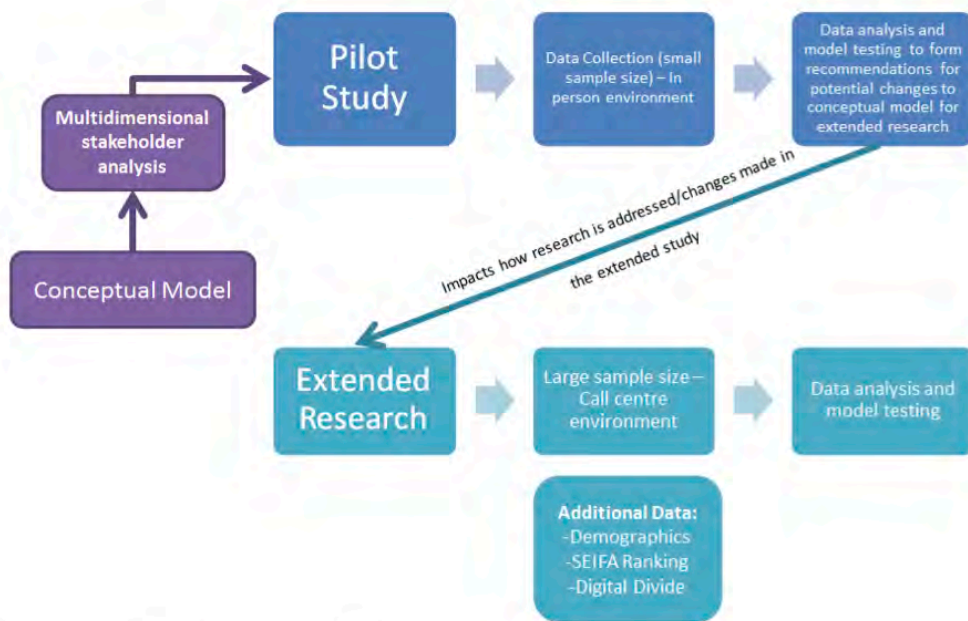 Pilot
Study
Data Collection (small
sample size) – In
person environment
Data analysis and
model testing to form
recommendations for
potential changes to
conceptual model for
extended research
Multidimensional
stakeholder
analysis
Conceptual Model
Impacts how research is addressed/changes made in
the extended study
Extended
Research
Large sample size –
Call centre
environment
Data analysis and
model testing
Additional Data:
-Demographics
-SEIFA Ranking
-Digital Divide